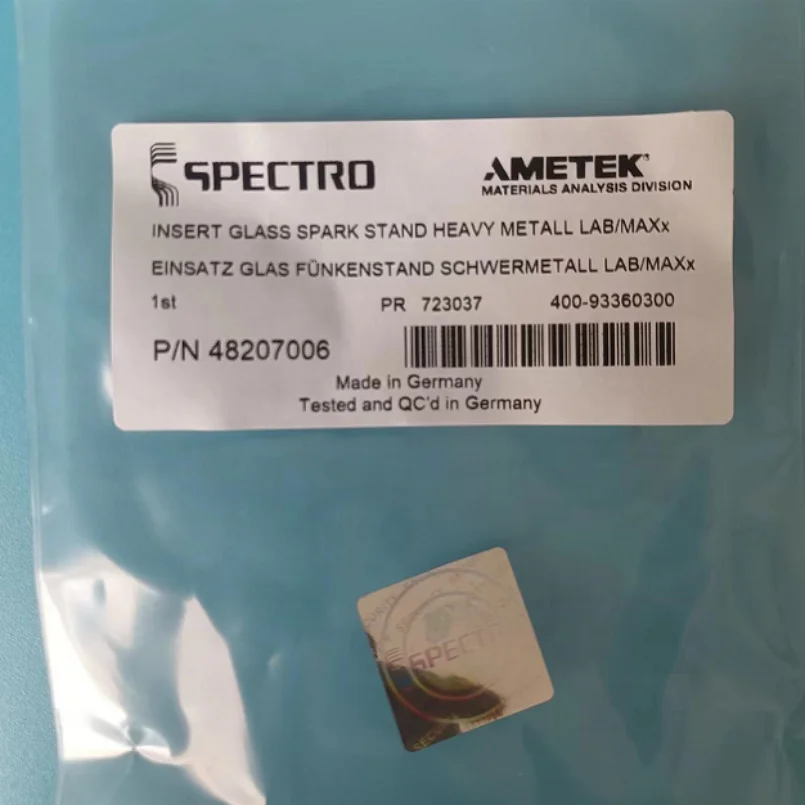 SPECTRO AMETEK®
MATERIALS ANALYSIS DIVISION
INSERT GLASS SPARK STAND HEAVY METALL LAB/MAXx
EINSATZ GLAS FÜNKENSTAND SCHWERMETALL LAB/MAXx
1st PR 723037 400-93360300
P/N 48207006
Made in Germany
Tested and QC'd in Germany
SPECTRO